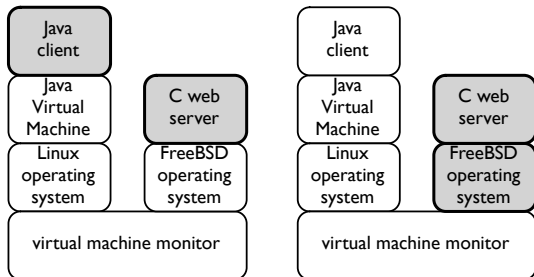 Java
client
Java
Virtual
Machine
C web
server
Linux
operating
system
FreeBSD
operating
system
virtual machine monitor
Java
client
Java
Virtual
Machine
C web
server
Linux
operating
system
FreeBSD
operating
system
virtual machine monitor